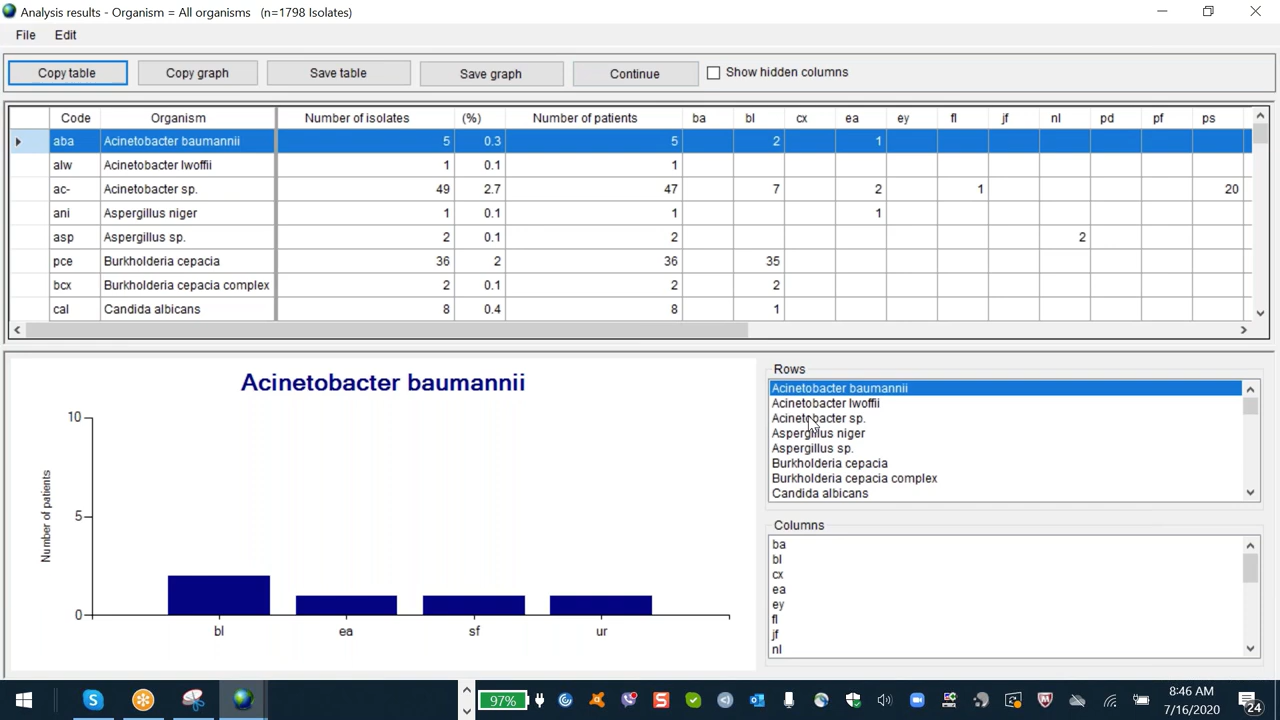 Analysis results - Organism = All organisms (n=1798 Isolates)
File Edit
Copy table Copy graph Save table Save graph Continue Show hidden columns
Code Organism Number of isolates (%) Number of patients ba bl cx ea ey fl jf nl pd pf ps
aba Acinetobacter baumannii 5 0.3 5 2 1
alw Acinetobacter lwoffii 1 0.1 1
ac- Acinetobacter sp. 49 2.7 47 7 2 1 20
ani Aspergillus niger 1 0.1 1 1
asp Aspergillus sp. 2 0.1 2 2
pce Burkholderia cepacia 36 2 36 35
bcx Burkholderia cepacia complex 2 0.1 2 2
cal Candida albicans 8 0.4 8 1
Acinetobacter baumannii
Number of patients
10
5
0
bl ea sf ur
Rows
Acinetobacter baumannii
Acinetobacter lwoffii
Acinetobacter sp.
Aspergillus niger
Aspergillus sp.
Burkholderia cepacia
Burkholderia cepacia complex
Candida albicans
Columns
ba
bl
cx
ea
ey
fl
jf
nl
97%
8:46 AM
7/16/2020
24